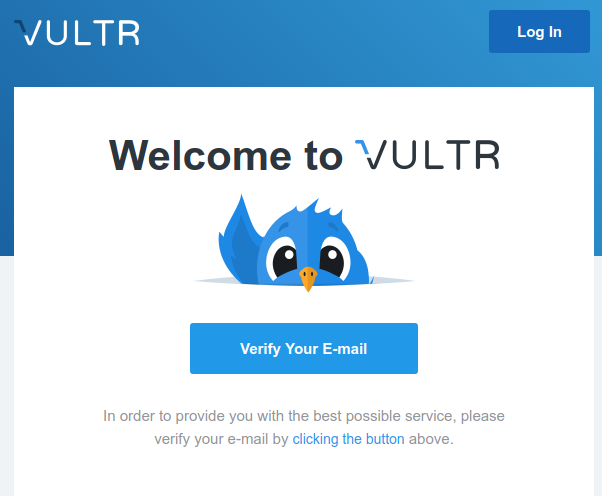 VULTR
Log In
Welcome to VULTR
Verify Your E-mail
In order to provide you with the best possible service, please
verify your e-mail by clicking the button above.